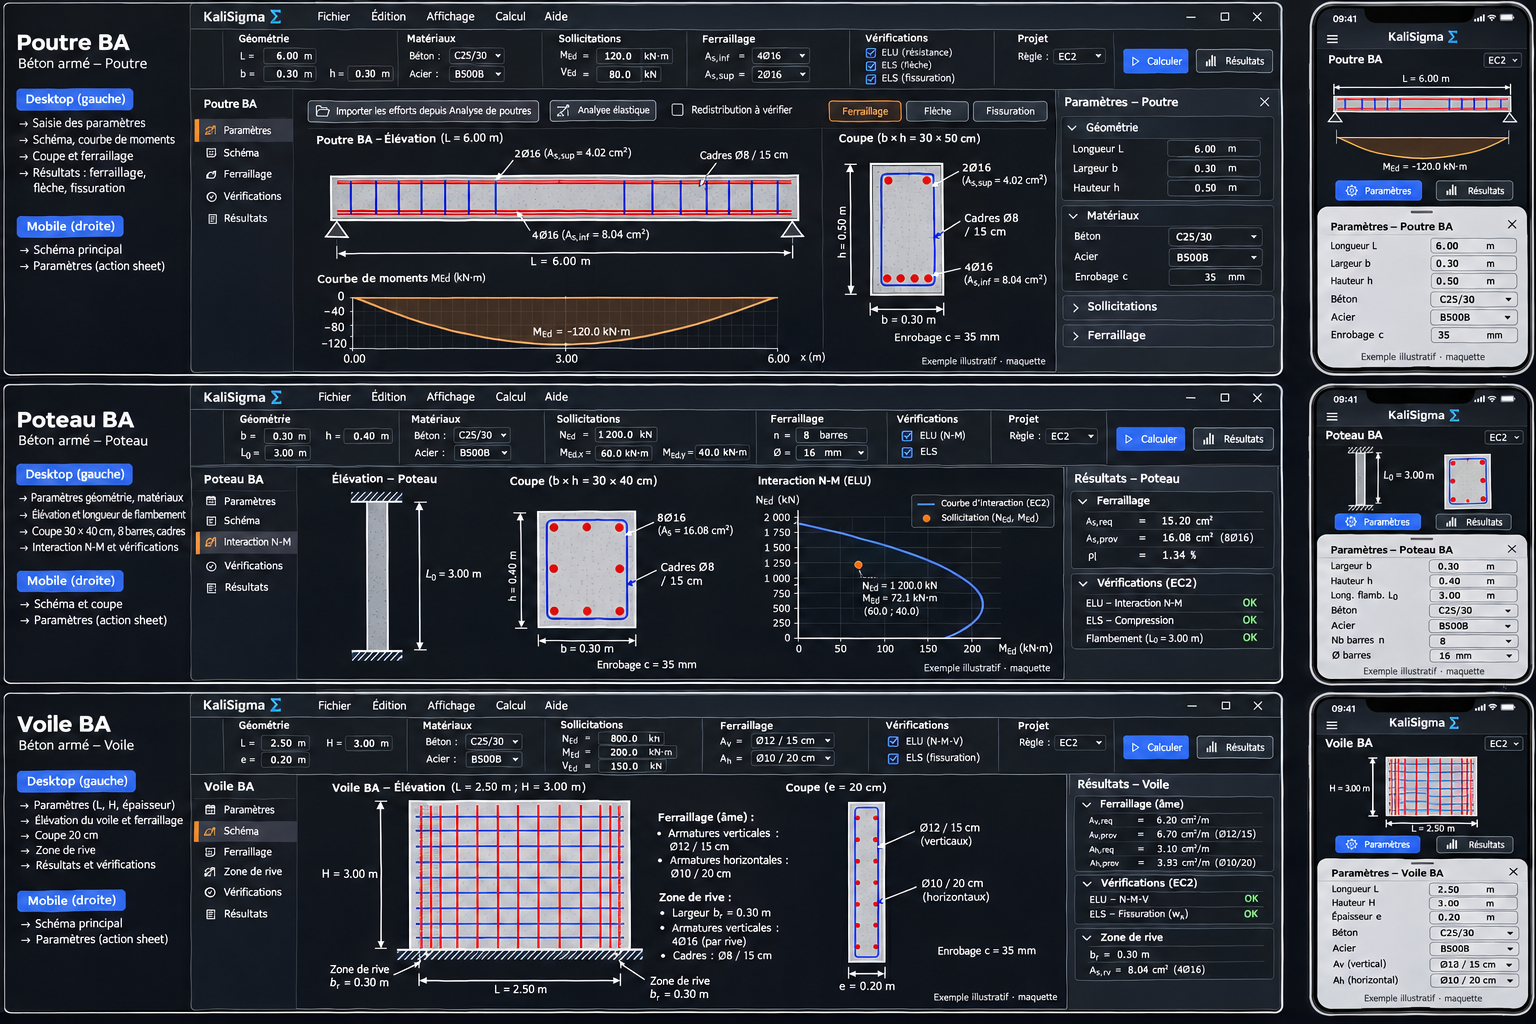 Poutre BA
Béton armé – Poutre
Desktop (gauche)
→ Saisie des paramètres
→ Schéma, courbe de moments
→ Coupe et ferraillage
→ Résultats : ferraillage,
flèche, fissuration
Mobile (droite)
→ Schéma principal
→ Paramètres (action sheet)
KaliSigma Σ
Fichier Édition Affichage Calcul Aide
Géométrie
L = 6.00 m
b = 0.30 m h = 0.30 m
Matériaux
Béton : C25/30
Acier : B500B
Sollicitations
MEd = 120.0 kN·m
VEd = 80.0 kN
Ferraillage
As,inf = 4Ø16
As,sup = 2Ø16
Vérifications
ELU (résistance)
ELS (flèche)
ELS (fissuration)
Projet
Règle : EC2
Calculer
Résultats
Poutre BA
Paramètres
Schéma
Ferraillage
Vérifications
Résultats
Importer les efforts depuis Analyse de poutres
Analyee élastique
Redistribution à vérifier
Ferraillage
Flèche
Fissuration
Poutre BA – Élévation (L = 6.00 m)
2Ø16 (As,sup = 4.02 cm²)
Cadres Ø8 / 15 cm
4Ø16 (As,inf = 8.04 cm²)
L = 6.00 m
Courbe de moments MEd (kN·m)
0
−40
−80
−120
MEd = −120.0 kN·m
0.00 3.00 6.00 x (m)
Coupe (b × h = 30 × 50 cm)
2Ø16
(As,sup = 4.02 cm²)
Cadres Ø8
/ 15 cm
4Ø16
(As,inf = 8.04 cm²)
h = 0.50 m
b = 0.30 m
Enrobage c = 35 mm
Exemple illustratif · maquette
Paramètres – Poutre
Géométrie
Longueur L 6.00 m
Largeur b 0.30 m
Hauteur h 0.50 m
Matériaux
Béton C25/30
Acier B500B
Enrobage c 35 mm
Sollicitations
Ferraillage
09:41
KaliSigma Σ
Poutre BA EC2
L = 6.00 m
MEd = −120.0 kN·m
Paramètres Résultats
Paramètres – Poutre BA
Longueur L 6.00 m
Largeur b 0.30 m
Hauteur h 0.50 m
Béton C25/30
Acier B500B
Enrobage c 35 mm
Exemple illustratif · maquette
Poteau BA
Béton armé – Poteau
Desktop (gauche)
→ Paramètres géométrie, matériaux
→ Élévation et longueur de flambement
→ Coupe 30 × 40 cm, 8 barres, cadres
→ Interaction N-M et vérifications
Mobile (droite)
→ Schéma et coupe
→ Paramètres (action sheet)
KaliSigma Σ
Fichier Édition Affichage Calcul Aide
Géométrie
b = 0.30 m h = 0.40 m
L₀ = 3.00 m
Matériaux
Béton : C25/30
Acier : B500B
Sollicitations
NEd = 1 200.0 kN
MEd,x = 60.0 kN·m MEd,y = 40.0 kN·m
Ferraillage
n = 8 barres
Ø = 16 mm
Vérifications
ELU (N-M)
ELS
Projet
Règle : EC2
Calculer
Résultats
Poteau BA
Paramètres
Schéma
Interaction N-M
Vérifications
Résultats
Élévation – Poteau
L₀ = 3.00 m
Coupe (b × h = 30 × 40 cm)
8Ø16
(As = 16.08 cm²)
Cadres Ø8
/ 15 cm
h = 0.40 m
b = 0.30 m
Enrobage c = 35 mm
Interaction N-M (ELU)
NEd (kN)
Courbe d'Interaction (EC2)
Sollicitation (NEd, MEd)
2 000
1 750
1 500
1 250
1 000
750
500
250
0
NEd = 1 200.0 kN
MEd = 72.1 kN·m
(60.0 ; 40.0)
0 50 100 150 200 MEd (kN·m)
Exemple illustratif · maquette
Résultats – Poteau
Ferraillage
As,req = 15.20 cm²
As,prov = 16.08 cm² (8Ø16)
ρl = 1.34 %
Vérifications (EC2)
ELU – Interaction N-M OK
ELS – Compression OK
Flambement (L₀ = 3.00 m) OK
09:41
KaliSigma Σ
Poteau BA EC2
L₀ = 3.00 m
Paramètres Résultats
Paramètres – Poteau BA
Largeur b 0.30 m
Hauteur h 0.40 m
Long. flamb. L₀ 3.00 m
Béton C25/30
Acier B500B
Nb barres n 8
Ø barres 16 mm
Exemple illustratif · maquette
Voile BA
Béton armé – Voile
Desktop (gauche)
→ Paramètres (L, H, épaisseur)
→ Élévation du voile et ferraillage
→ Coupe 20 cm
→ Zone de rive
→ Résultats et vérifications
Mobile (droite)
→ Schéma principal
→ Paramètres (action sheet)
KaliSigma Σ
Fichier Édition Affichage Calcul Aide
Géométrie
L = 2.50 m H = 3.00 m
e = 0.20 m
Matériaux
Béton : C25/30
Acier : B500B
Sollicitations
NEd = 800.0 kh
MEd = 200.0 kN·m
VEd = 150.0 kN
Ferraillage
Av = Ø12 / 15 cm
Ah = Ø10 / 20 cm
Vérifications
ELU (N-M-V)
ELS (fissuration)
Projet
Règle : EC2
Calculer
Résultats
Voile BA
Paramètres
Schéma
Ferraillage
Zone de rive
Vérifications
Résultats
Voile BA – Élévation (L = 2.50 m ; H = 3.00 m)
H = 3.00 m
Zone de rive
br = 0.30 m
L = 2.50 m
Zone de rive
br = 0.30 m
Ferraillage (âme) :
• Armatures verticales :
Ø12 / 15 cm
• Armatures horizontales :
Ø10 / 20 cm
Zone de rive :
• Largeur br = 0.30 m
• Armatures verticales :
4Ø16 (par rive)
• Cadres : Ø8 / 15 cm
Coupe (e = 20 cm)
Ø12 / 15 cm
(verticaux)
Ø10 / 20 cm
(horizontaux)
Enrobage c = 35 mm
e = 0.20 m
Exemple illustratif · maquette
Résultats – Voile
Ferraillage (âme)
Av,req = 6.20 cm²/m
Av,prov = 6.70 cm²/m (Ø12/15)
Ah,req = 3.10 cm²/m
Ah,prov = 3.93 cm²/m (Ø10/20)
Vérifications (EC2)
ELU – N-M-V OK
ELS – Fissuration (wk) OK
Zone de rive
br = 0.30 m
As,rv = 8.04 cm² (4Ø16)
09:41
KaliSigma Σ
Voile BA EC2
H = 3.00 m
L = 2.50 m
Paramètres Résultats
Paramètres – Voile BA
Longueur L 2.50 m
Hauteur H 3.00 m
Épaisseur e 0.20 m
Béton C25/30
Acier B500B
Av (vertical) / 15 cm
Ah (horizontal) Ø10 / 20 cm
Exemple illustratif · maquette